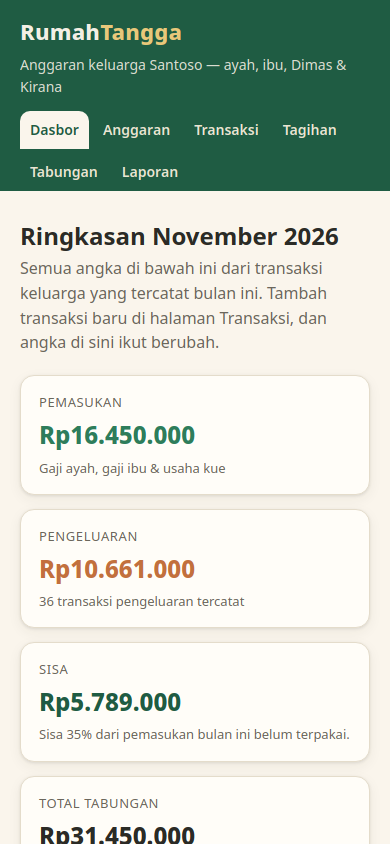 RumahTangga
Anggaran keluarga Santoso — ayah, ibu, Dimas &
Kirana
Dasbor Anggaran Transaksi Tagihan
Tabungan Laporan
Ringkasan November 2026
Semua angka di bawah ini dari transaksi
keluarga yang tercatat bulan ini. Tambah
transaksi baru di halaman Transaksi, dan
angka di sini ikut berubah.
PEMASUKAN
Rp16.450.000
Gaji ayah, gaji ibu & usaha kue
PENGELUARAN
Rp10.661.000
36 transaksi pengeluaran tercatat
SISA
Rp5.789.000
Sisa 35% dari pemasukan bulan ini belum terpakai.
TOTAL TABUNGAN
Rp31.450.000